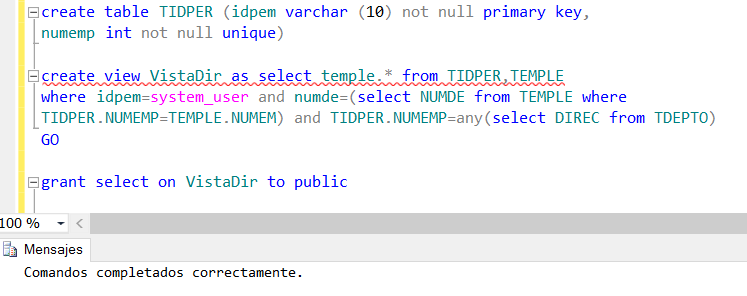 create table TIDPER (idpem varchar (10) not null primary key,
numemp int not null unique)
create view VistaDir as select temple.* from TIDPER,TEMPLE
where idpem=system_user and numde=(select NUMDE from TEMPLE where
TIDPER.NUMEMP=TEMPLE.NUMEM) and TIDPER.NUMEMP=any(select DIREC from TDEPTO)
GO
grant select on VistaDir to public
100 %
Mensajes
Comandos completados correctamente.